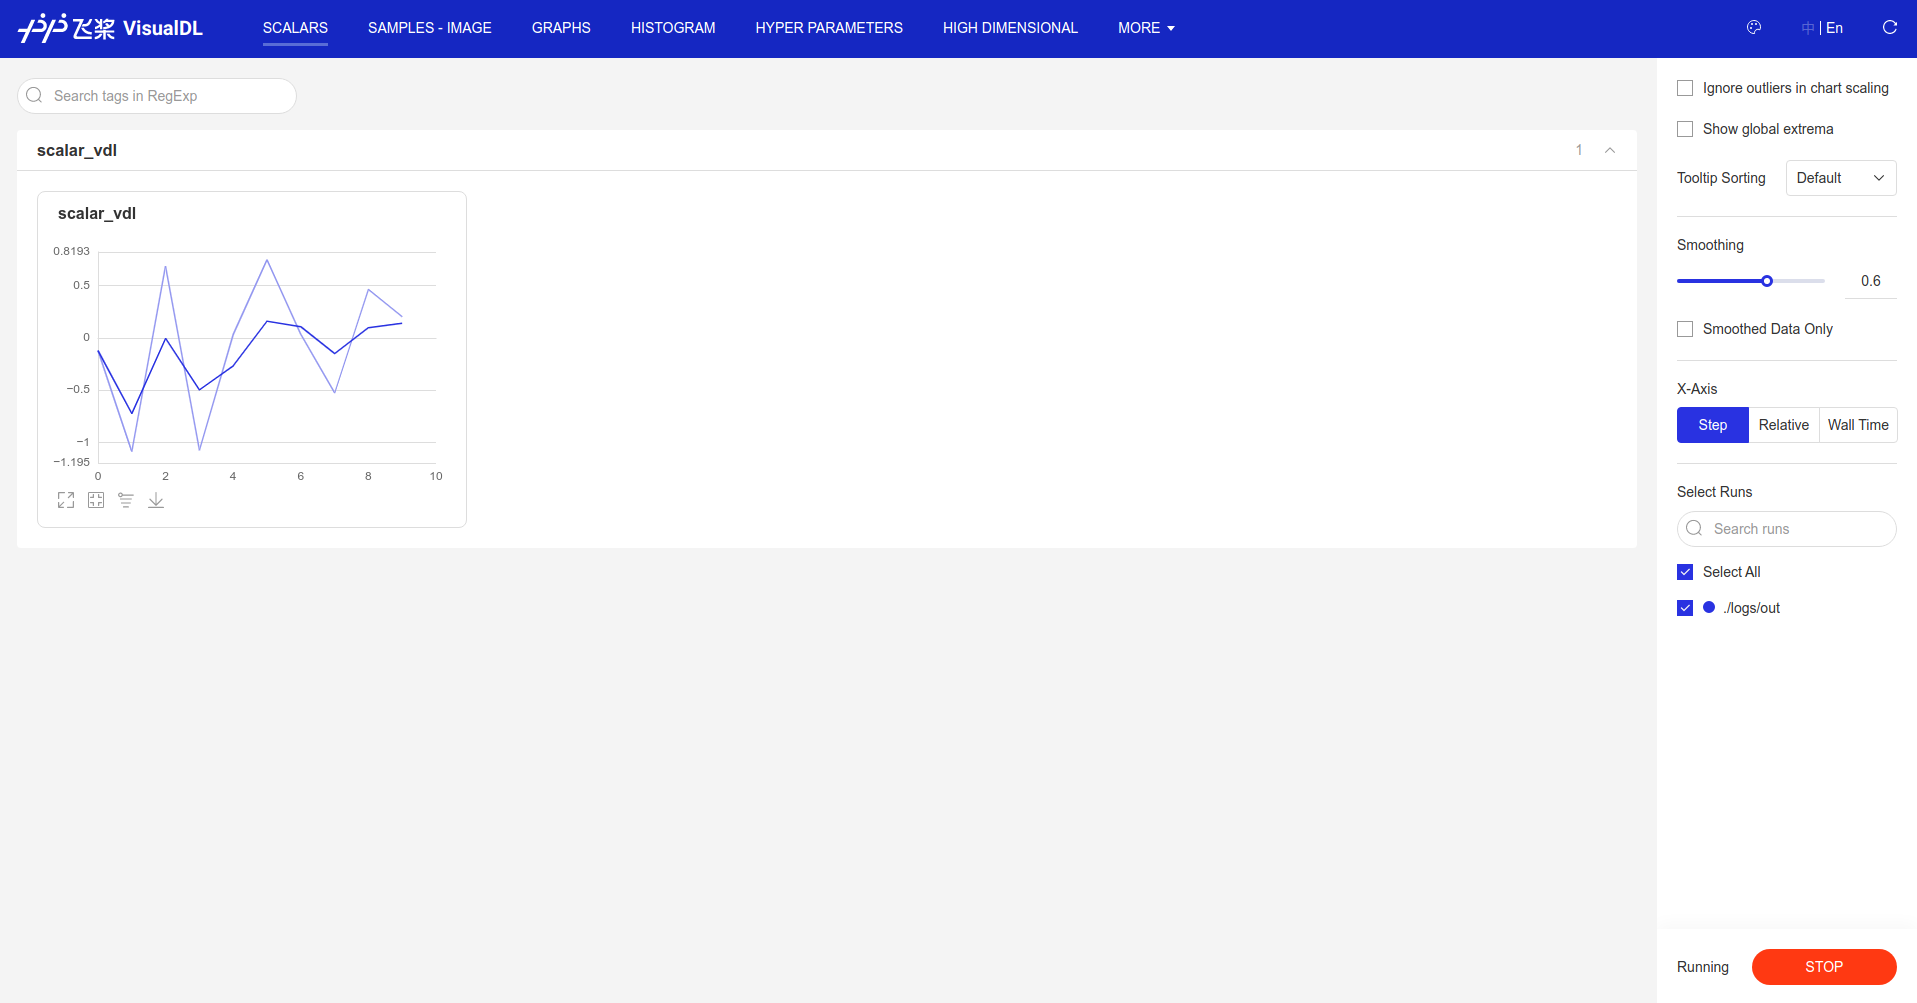 飞桨 VisualDL SCALARS SAMPLES - IMAGE GRAPHS HISTOGRAM HYPER PARAMETERS HIGH DIMENSIONAL MORE 中 | En
Search tags in RegExp
scalar_vdl 1
scalar_vdl
0.8193
0.5
0
−0.5
−1
−1.195
0 2 4 6 8 10
Ignore outliers in chart scaling
Show global extrema
Tooltip Sorting Default
Smoothing
0.6
Smoothed Data Only
X-Axis
Step Relative Wall Time
Select Runs
Search runs
Select All
./logs/out
Running STOP